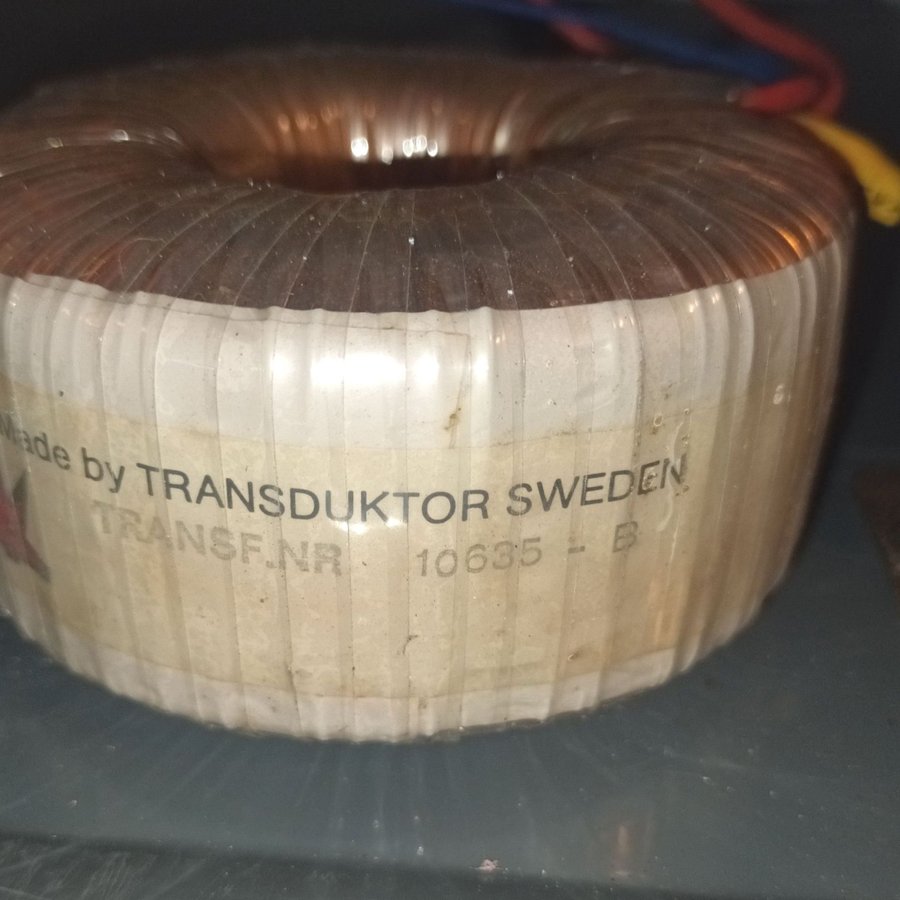 Made by TRANSDUKTOR SWEDEN
TRANSF.NR 10635 - B